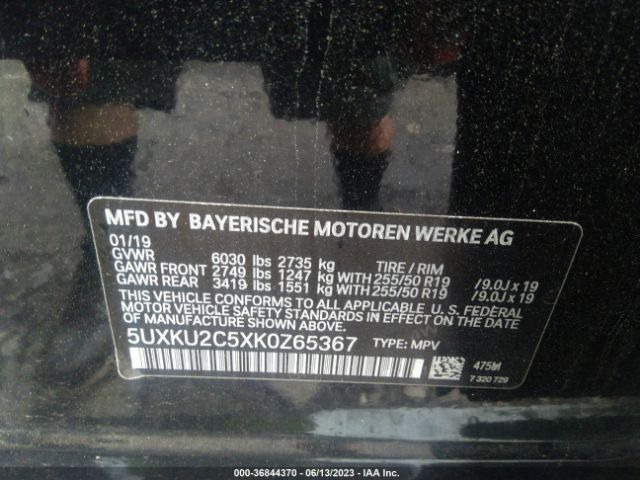 MFD BY BAYERISCHE MOTOREN WERKE AG
01/19
GVWR 6030 lbs 2735 kg TIRE / RIM
GAWR FRONT 2749 lbs 1247 kg WITH 255/50 R19 /9.0J x 19
GAWR REAR 3419 lbs 1551 kg WITH 255/50 R19 /9.0J x 19
THIS VEHICLE CONFORMS TO ALL APPLICABLE U. S. FEDERAL
MOTOR VEHICLE SAFETY STANDARDS IN EFFECT ON THE DATE
OF MANUFACTURE SHOWN ABOVE.
5UXKU2C5XK0Z65367 TYPE: MPV
475M
7 320 729
000-36844370 - 06/13/2023 - IAA Inc.